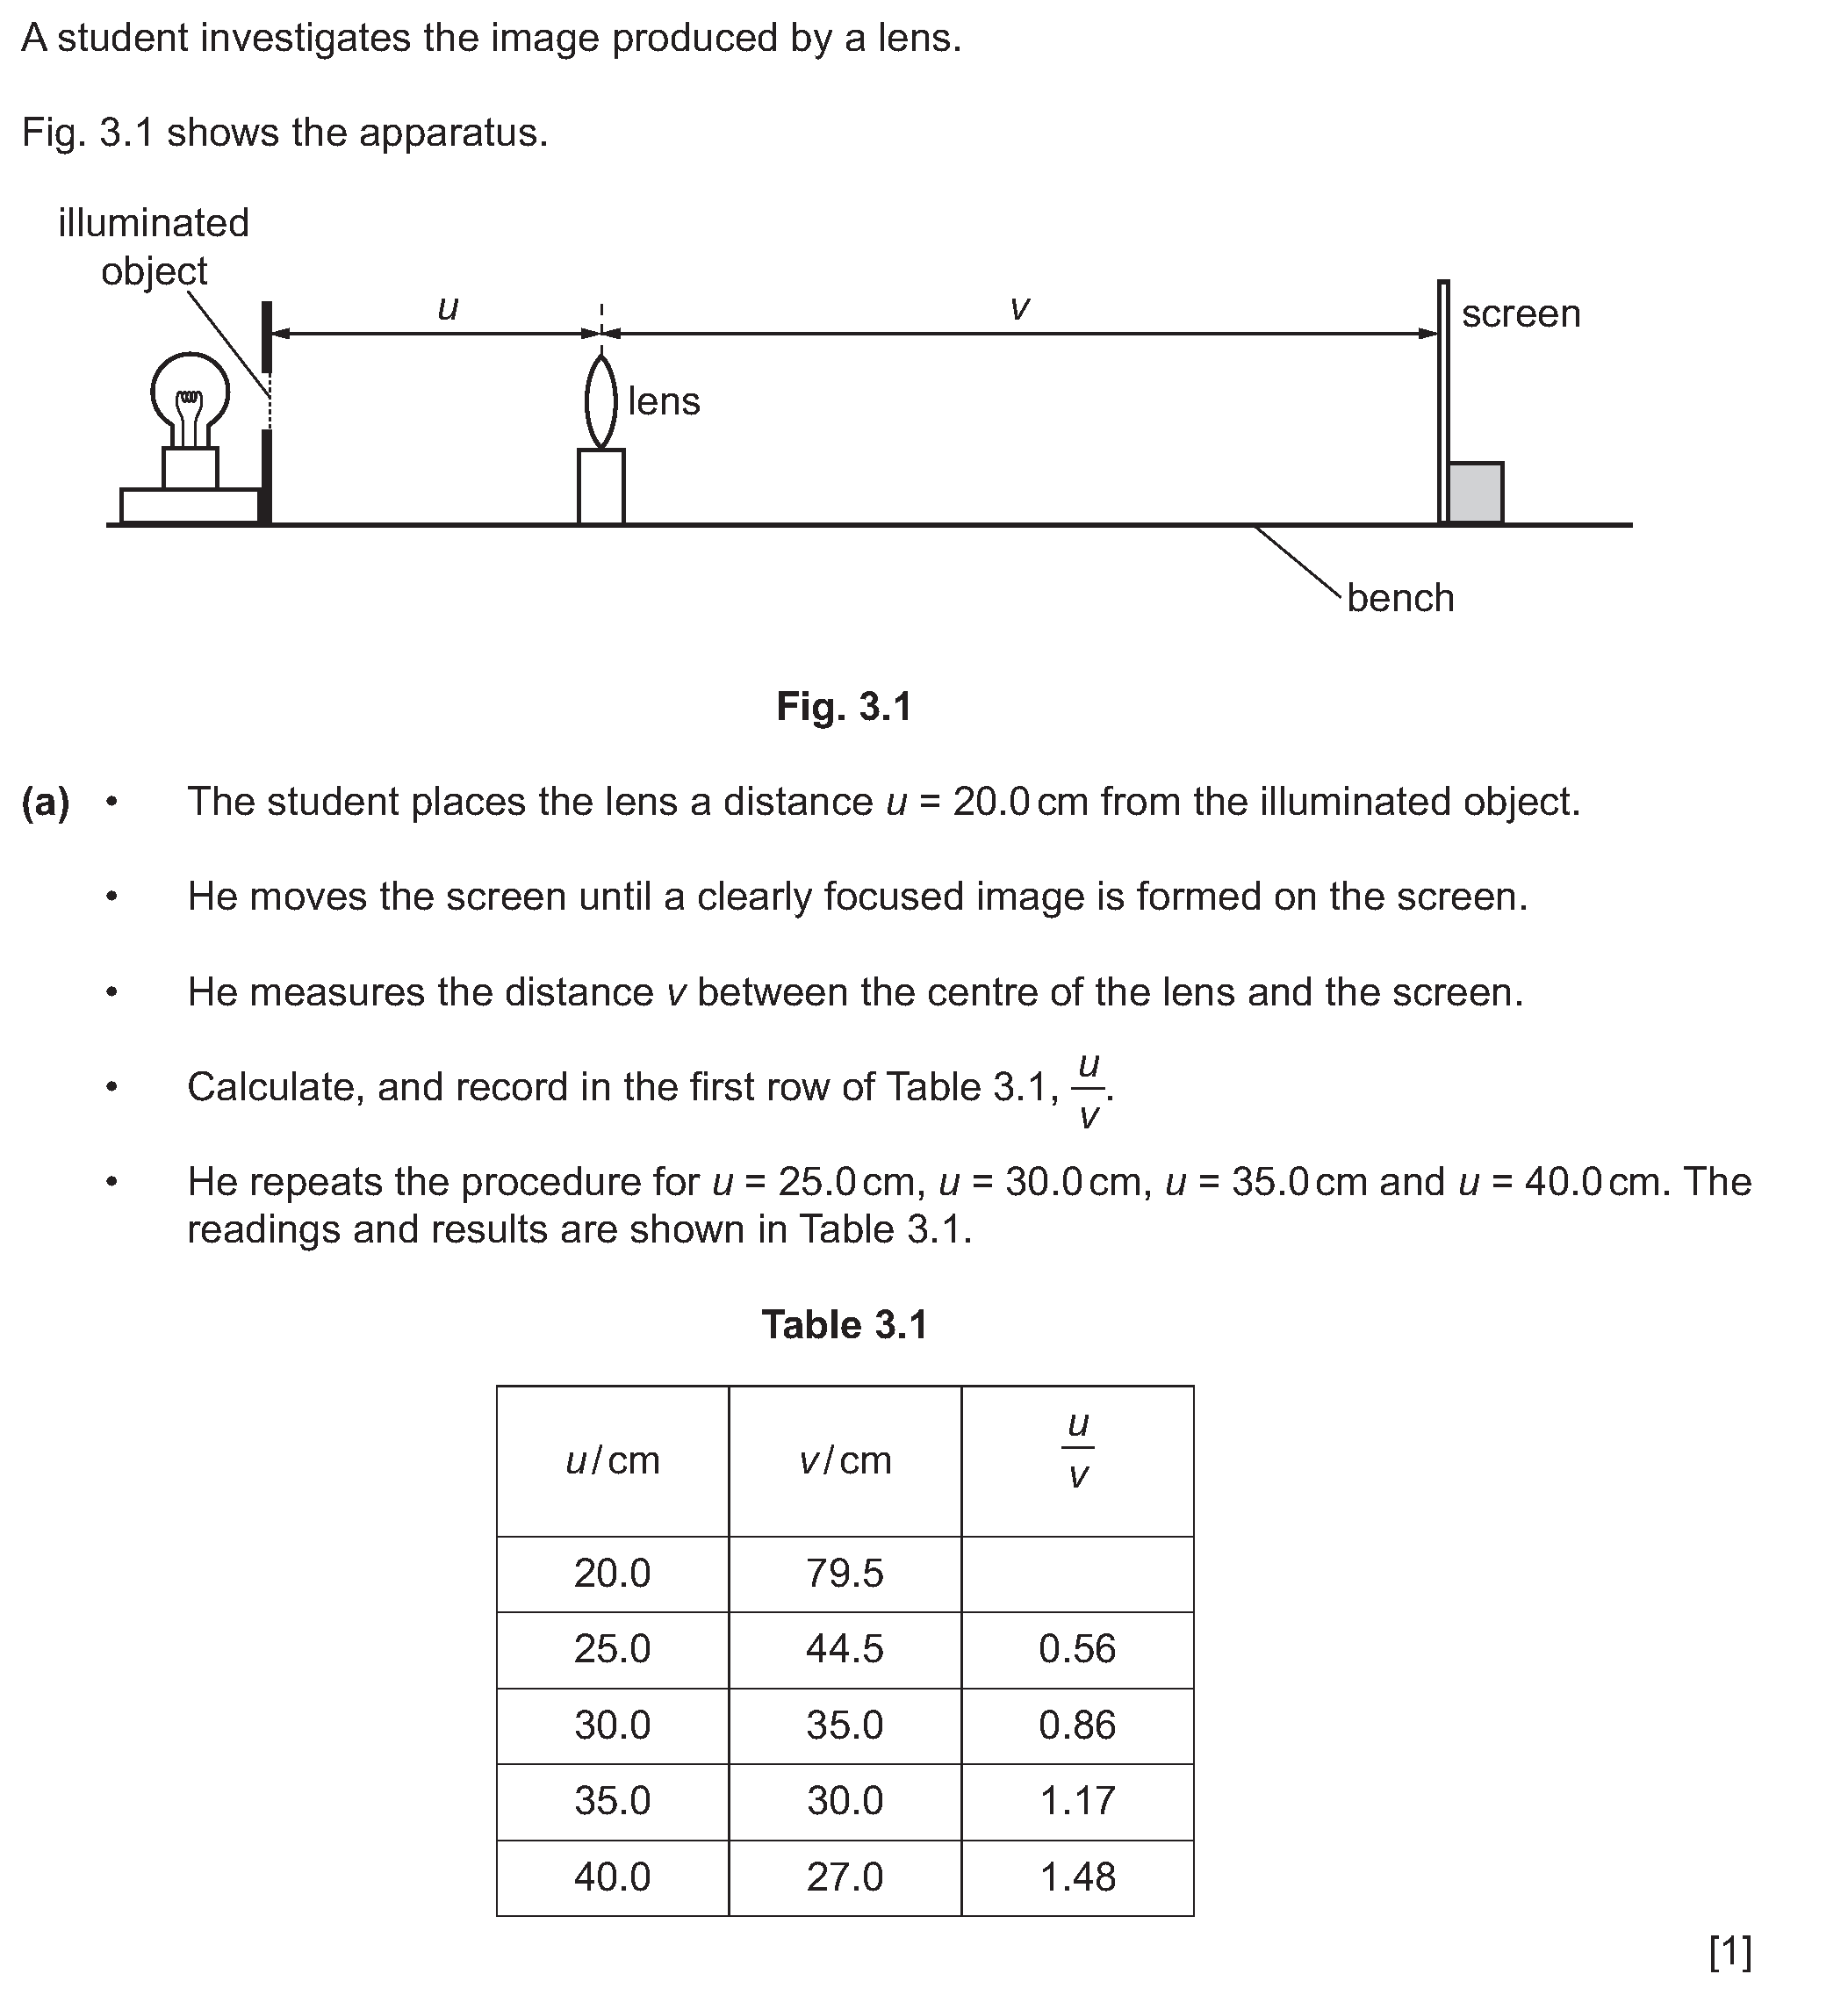 A student investigates the image produced by a lens.
Fig. 3.1 shows the apparatus.
illuminated
object
u
v
screen
lens
bench
Fig. 3.1
(a) • The student places the lens a distance u = 20.0 cm from the illuminated object.
• He moves the screen until a clearly focused image is formed on the screen.
• He measures the distance v between the centre of the lens and the screen.
• Calculate, and record in the first row of Table 3.1, u/v.
• He repeats the procedure for u = 25.0 cm, u = 30.0 cm, u = 35.0 cm and u = 40.0 cm. The
readings and results are shown in Table 3.1.
Table 3.1
u/cm v/cm u/v
20.0 79.5
25.0 44.5 0.56
30.0 35.0 0.86
35.0 30.0 1.17
40.0 27.0 1.48
[1]